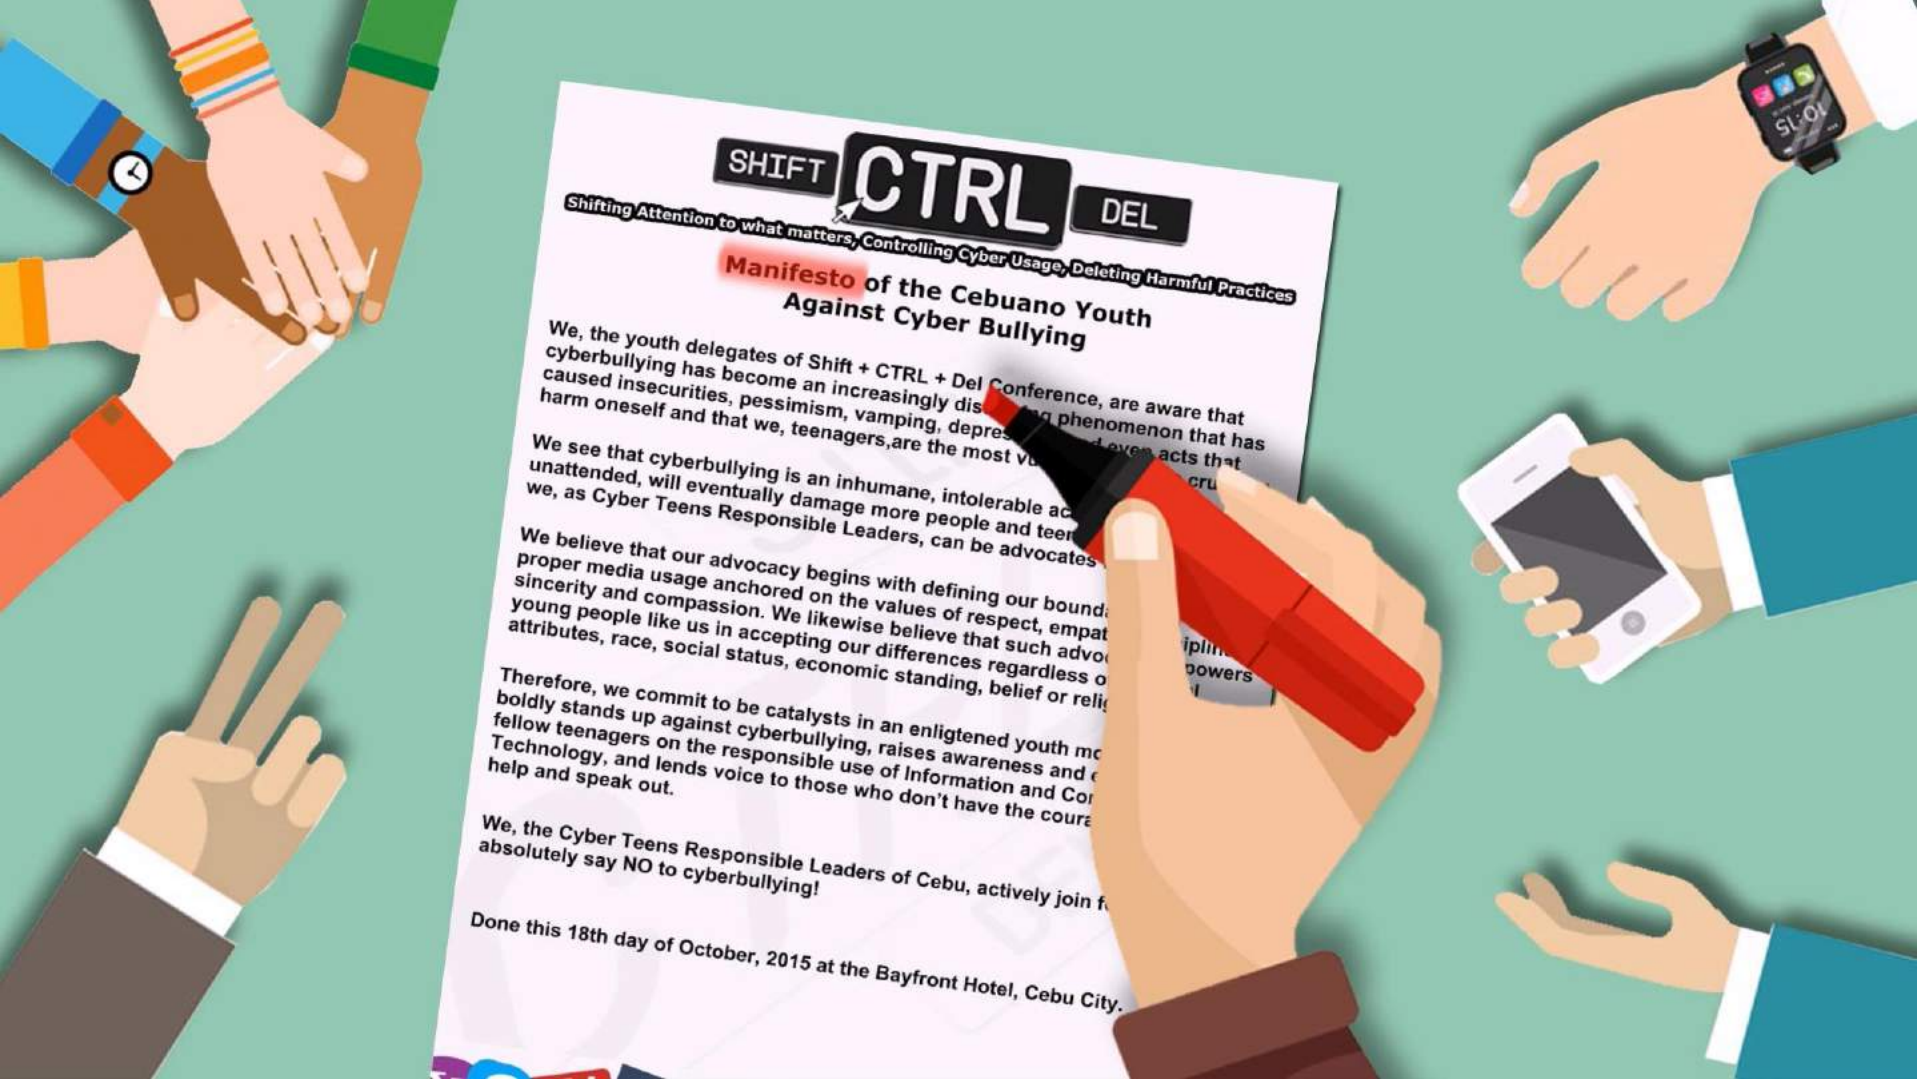 SHIFT CTRL DEL
Shifting Attention to what matters, Controlling Cyber Usage, Deleting Harmful Practices
Manifesto of the Cebuano Youth
Against Cyber Bullying
We, the youth delegates of Shift + CTRL + Del Conference, are aware that
cyberbullying has become an increasingly phenomenon that has
caused insecurities, pessimism, vamping, even acts that
harm oneself and that we, teenagers,are the most
We see that cyberbullying is an inhumane, intolerable
unattended, will eventually damage more people and
we, as Cyber Teens Responsible Leaders, can be advocates
We believe that our advocacy begins with defining our
proper media usage anchored on the values of respect,
sincerity and compassion. We likewise believe that such
young people like us in accepting our differences regardless
attributes, race, social status, economic standing, belief or
Therefore, we commit to be catalysts in an enligtened youth
boldly stands up against cyberbullying, raises awareness and
fellow teenagers on the responsible use of Information and
Technology, and lends voice to those who don't have the
help and speak out.
We, the Cyber Teens Responsible Leaders of Cebu, actively join
absolutely say NO to cyberbullying!
Done this 18th day of October, 2015 at the Bayfront Hotel, Cebu City.
10:15